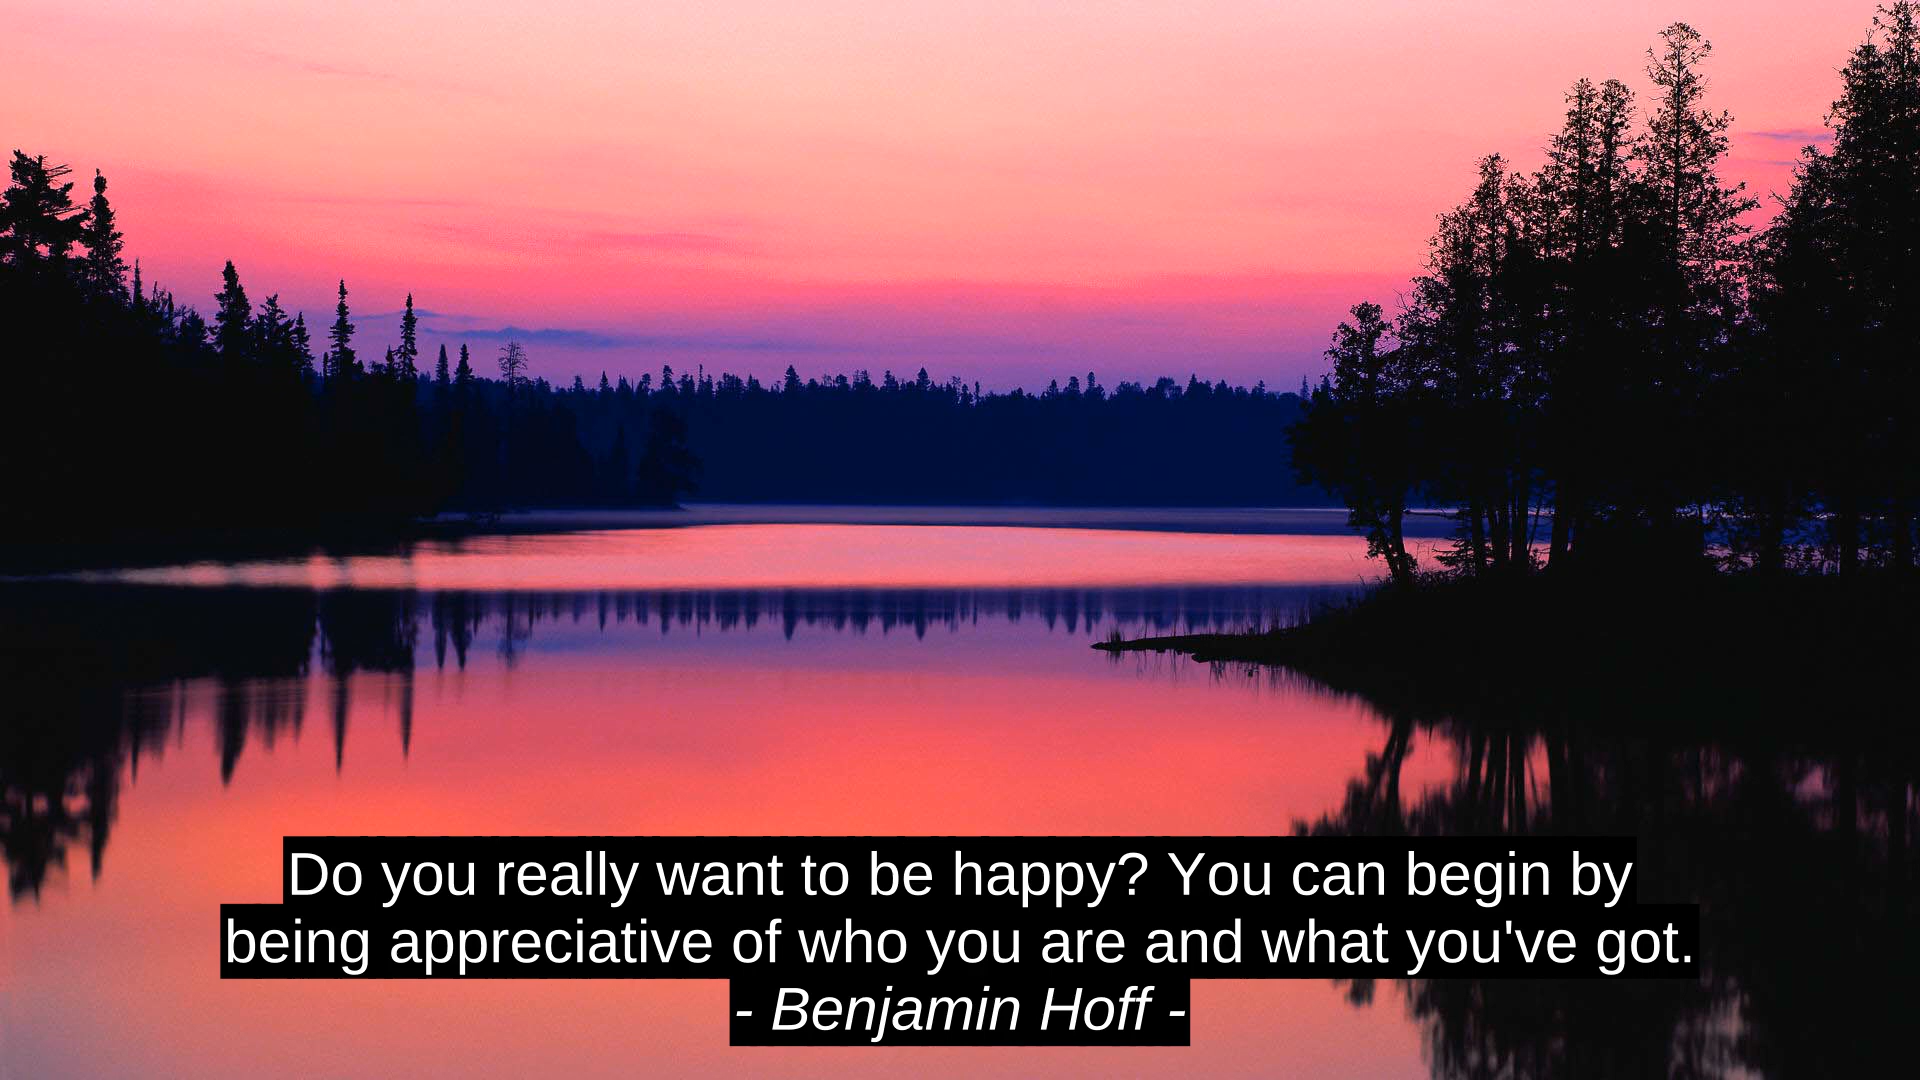 Do you really want to be happy? You can begin by
being appreciative of who you are and what you've got.
- Benjamin Hoff -